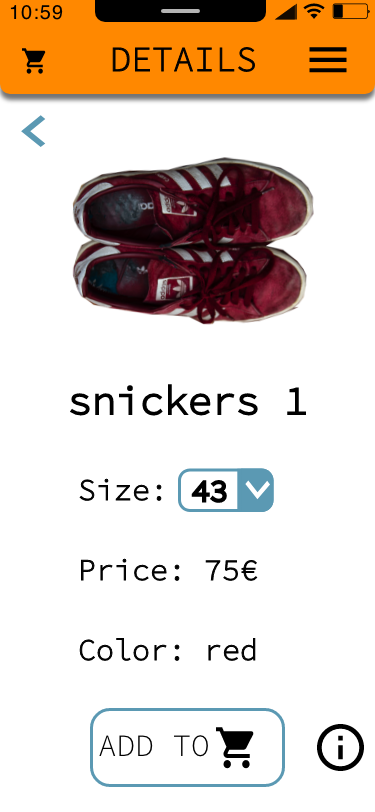 10:59
DETAILS
snickers 1
Size: 43
Price: 75€
Color: red
ADD TO